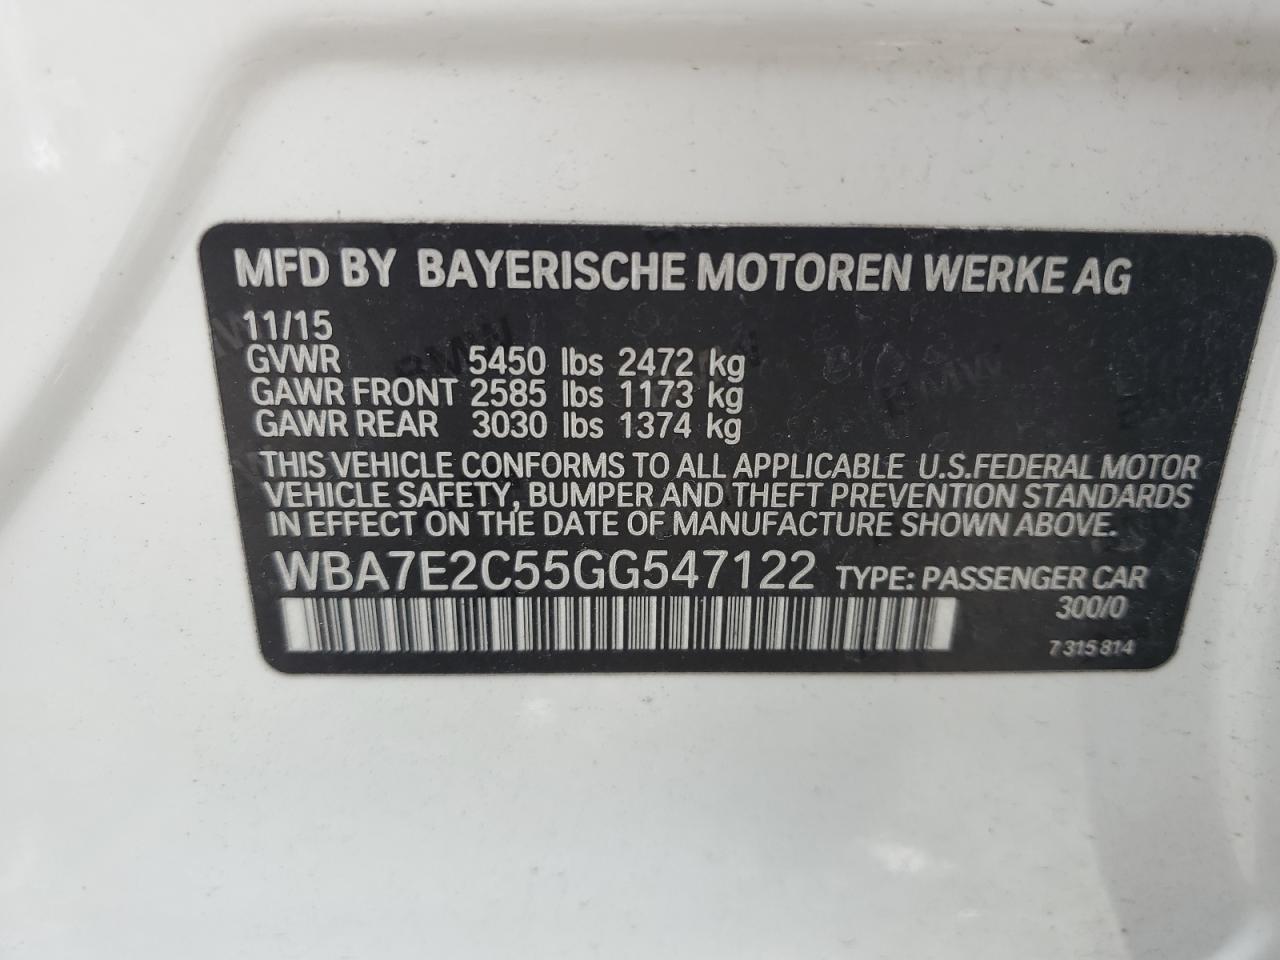 MFD BY BAYERISCHE MOTOREN WERKE AG
11/15
GVWR 5450 lbs 2472 kg
GAWR FRONT 2585 lbs 1173 kg
GAWR REAR 3030 lbs 1374 kg
THIS VEHICLE CONFORMS TO ALL APPLICABLE U.S.FEDERAL MOTOR
VEHICLE SAFETY, BUMPER AND THEFT PREVENTION STANDARDS
IN EFFECT ON THE DATE OF MANUFACTURE SHOWN ABOVE.
WBA7E2C55GG547122 TYPE: PASSENGER CAR
300/0
7 315 814